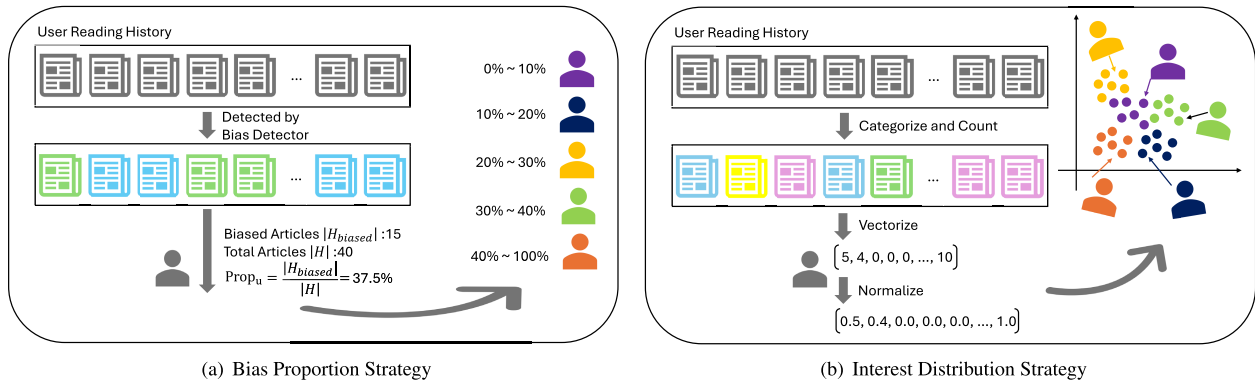 User Reading History
...
Detected by
Bias Detector
...
Biased Articles |H_biased| :15
Total Articles |H| :40
Prop_u = |H_biased| / |H| = 37.5%
0% ~ 10%
10% ~ 20%
20% ~ 30%
30% ~ 40%
40% ~ 100%
(a) Bias Proportion Strategy
User Reading History
...
Categorize and Count
...
Vectorize
[5, 4, 0, 0, 0, ..., 10]
Normalize
[0.5, 0.4, 0.0, 0.0, 0.0, ..., 1.0]
(b) Interest Distribution Strategy